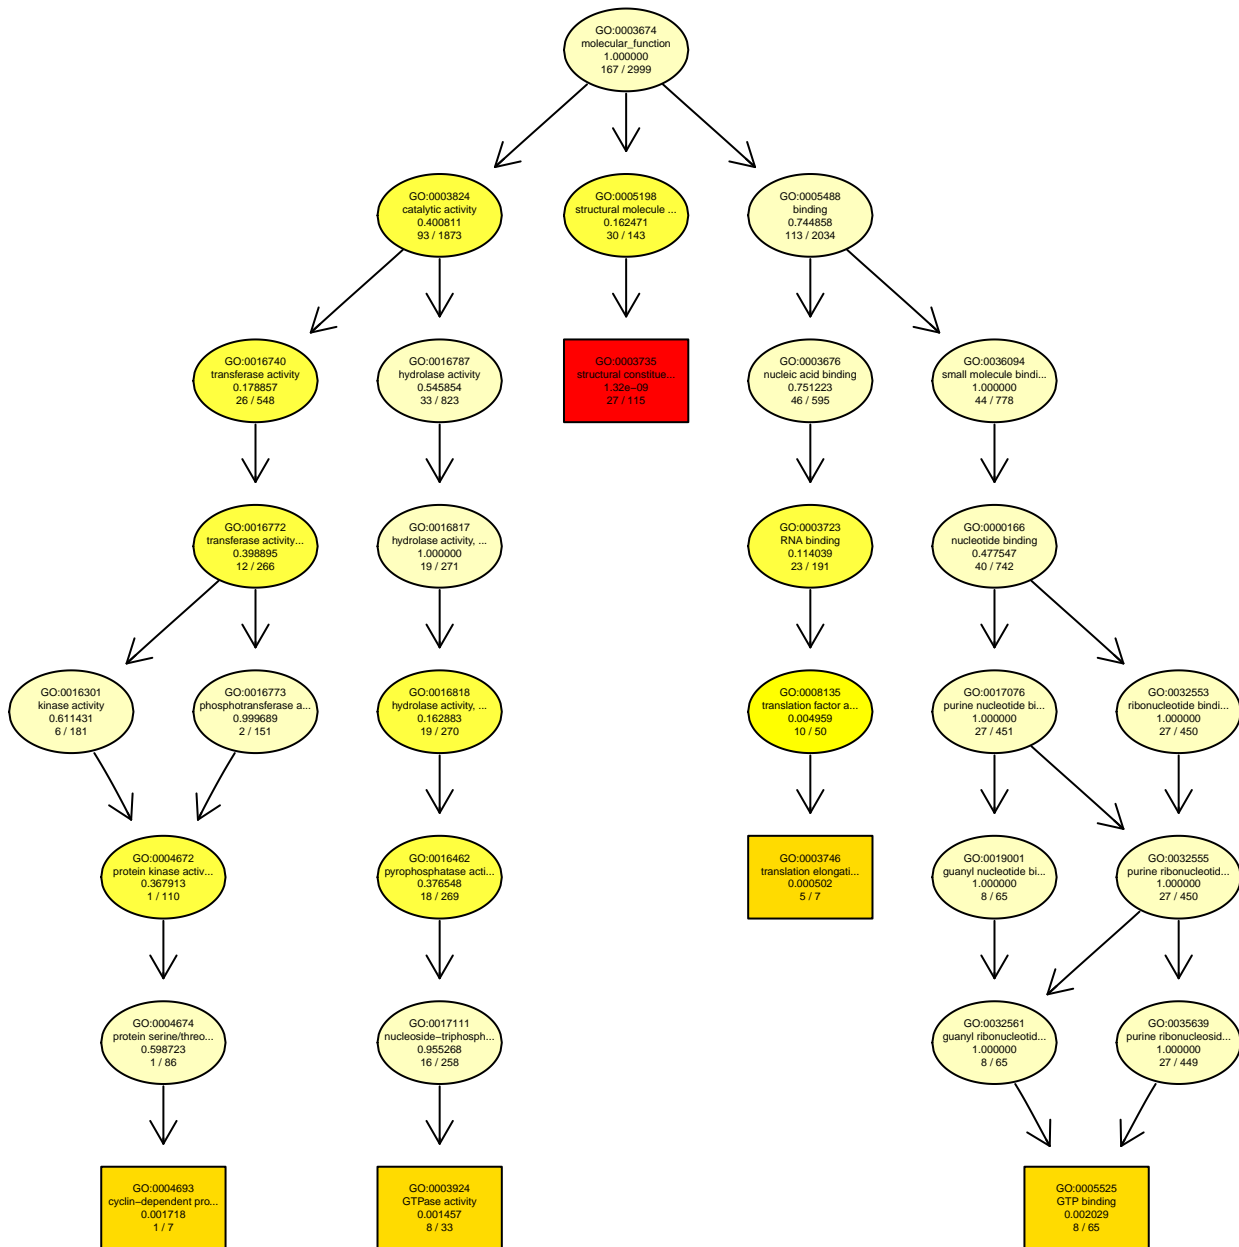 GO:0003674
molecular_function
1.000000
167 / 2999
GO:0003824
catalytic activity
0.400811
93 / 1873
GO:0005198
structural molecule ...
0.162471
30 / 143
GO:0005488
binding
0.744858
113 / 2034
GO:0016740
transferase activity
0.178857
26 / 548
GO:0016787
hydrolase activity
0.545854
33 / 823
GO:0003735
structural constitue...
1.32e−09
27 / 115
GO:0003676
nucleic acid binding
0.751223
46 / 595
GO:0036094
small molecule bindi...
1.000000
44 / 778
GO:0016772
transferase activity...
0.398895
12 / 266
GO:0016817
hydrolase activity, ...
1.000000
19 / 271
GO:0003723
RNA binding
0.114039
23 / 191
GO:0000166
nucleotide binding
0.477547
40 / 742
GO:0016301
kinase activity
0.611431
6 / 181
GO:0016773
phosphotransferase a...
0.999689
2 / 151
GO:0016818
hydrolase activity, ...
0.162883
19 / 270
GO:0008135
translation factor a...
0.004959
10 / 50
GO:0017076
purine nucleotide bi...
1.000000
27 / 451
GO:0032553
ribonucleotide bindi...
1.000000
27 / 450
GO:0004672
protein kinase activ...
0.367913
1 / 110
GO:0016462
pyrophosphatase acti...
0.376548
18 / 269
GO:0003746
translation elongati...
0.000502
5 / 7
GO:0019001
guanyl nucleotide bi...
1.000000
8 / 65
GO:0032555
purine ribonucleotid...
1.000000
27 / 450
GO:0004674
protein serine/threo...
0.598723
1 / 86
GO:0017111
nucleoside−triphosph...
0.955268
16 / 258
GO:0032561
guanyl ribonucleotid...
1.000000
8 / 65
GO:0035639
purine ribonucleosid...
1.000000
27 / 449
GO:0004693
cyclin−dependent pro...
0.001718
1 / 7
GO:0003924
GTPase activity
0.001457
8 / 33
GO:0005525
GTP binding
0.002029
8 / 65